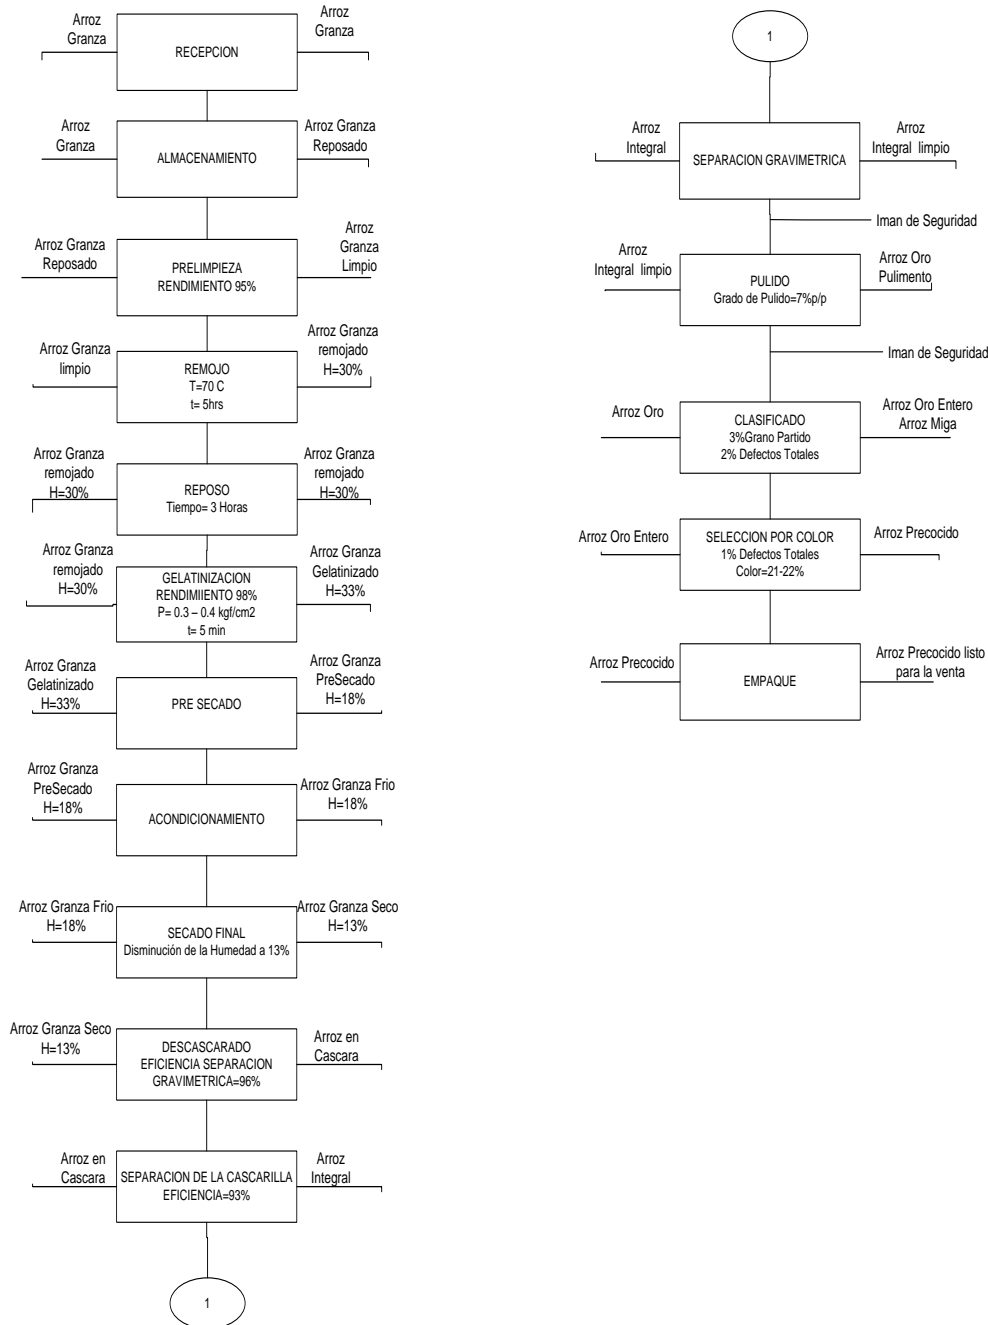 Arroz
Granza
RECEPCION
Arroz
Granza
Arroz
Granza
ALMACENAMIENTO
Arroz Granza
Reposado
Arroz Granza
Reposado
PRELIMPIEZA
RENDIMIENTO 95%
Arroz
Granza
Limpio
Arroz Granza
limpio
REMOJO
T=70 C
t= 5hrs
Arroz Granza
remojado
H=30%
Arroz Granza
remojado
H=30%
REPOSO
Tiempo= 3 Horas
Arroz Granza
remojado
H=30%
Arroz Granza
remojado
H=30%
GELATINIZACION
RENDIMIIENTO 98%
P= 0.3 – 0.4 kgf/cm2
t= 5 min
Arroz Granza
Gelatinizado
H=33%
Arroz Granza
Gelatinizado
H=33%
PRE SECADO
Arroz Granza
PreSecado
H=18%
Arroz Granza
PreSecado
H=18%
ACONDICIONAMIENTO
Arroz Granza Frio
H=18%
Arroz Granza Frio
H=18%
SECADO FINAL
Disminución de la Humedad a 13%
Arroz Granza Seco
H=13%
Arroz Granza Seco
H=13%
DESCASCARADO
EFICIENCIA SEPARACION
GRAVIMETRICA=96%
Arroz en
Cascara
Arroz en
Cascara
SEPARACION DE LA CASCARILLA
EFICIENCIA=93%
Arroz
Integral
1
1
Arroz
Integral
SEPARACION GRAVIMETRICA
Arroz
Integral limpio
Iman de Seguridad
Arroz
Integral limpio
PULIDO
Grado de Pulido=7%p/p
Arroz Oro
Pulimento
Iman de Seguridad
Arroz Oro
CLASIFICADO
3%Grano Partido
2% Defectos Totales
Arroz Oro Entero
Arroz Miga
Arroz Oro Entero
SELECCION POR COLOR
1% Defectos Totales
Color=21-22%
Arroz Precocido
Arroz Precocido
EMPAQUE
Arroz Precocido listo
para la venta